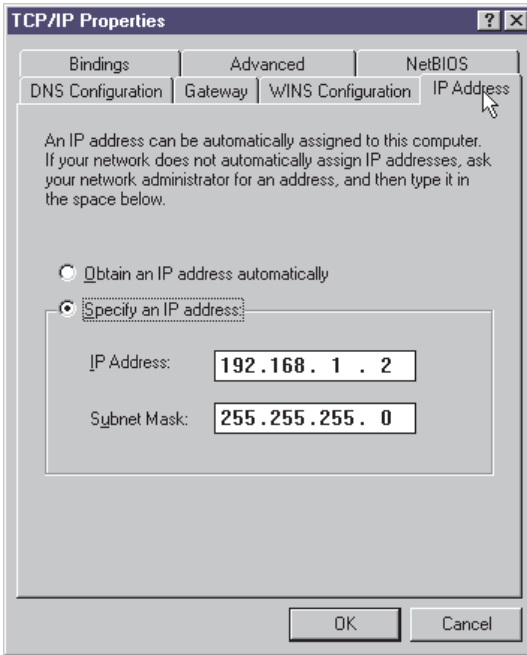 TCP/IP Properties
Bindings Advanced NetBIOS
DNS Configuration Gateway WINS Configuration IP Address
An IP address can be automatically assigned to this computer.
If your network does not automatically assign IP addresses, ask
your network administrator for an address, and then type it in
the space below.
Obtain an IP address automatically
Specify an IP address:
IP Address: 192.168. 1 . 2
Subnet Mask: 255.255.255. 0
OK Cancel